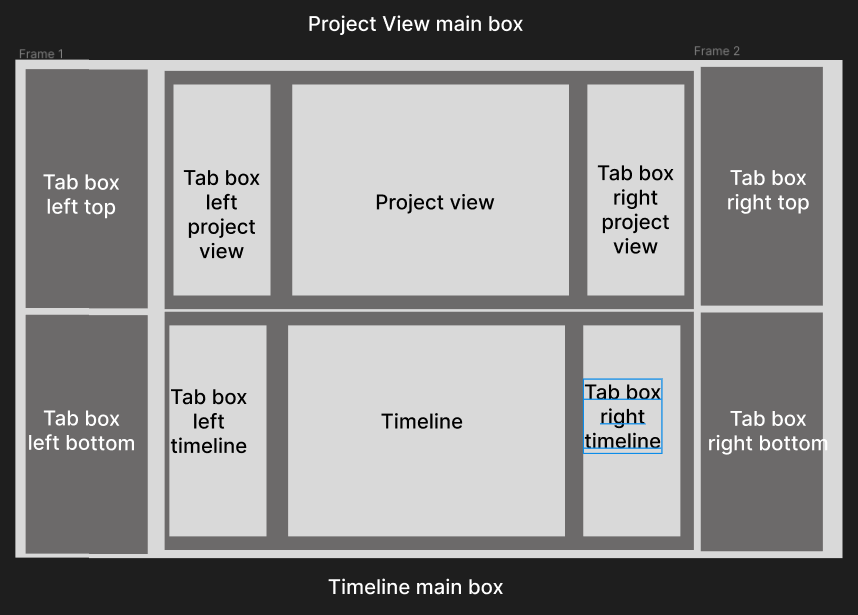 Project View main box
Frame 1
Frame 2
Tab box
left top
Tab box
left
project
view
Project view
Tab box
right
project
view
Tab box
right top
Tab box
left bottom
Tab box
left
timeline
Timeline
Tab box
right
timeline
Tab box
right bottom
Timeline main box